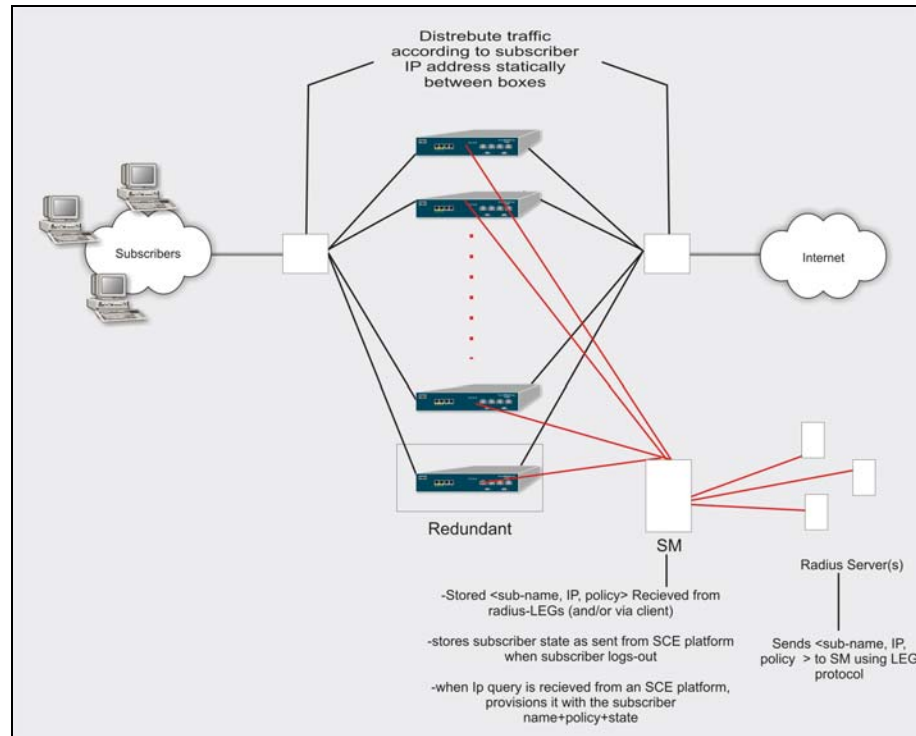 Distrebute traffic
according to subscriber
IP address statically
between boxes
Subscribers
Internet
Redundant
SM
Radius Server(s)
-Stored <sub-name, IP, policy> Recieved from
radius-LEGs (and/or via client)
-stores subscriber state as sent from SCE platform
when subscriber logs-out
-when Ip query is recieved from an SCE platform,
provisions it with the subscriber
name+policy+state
Sends <sub-name, IP,
policy > to SM using LEG
protocol